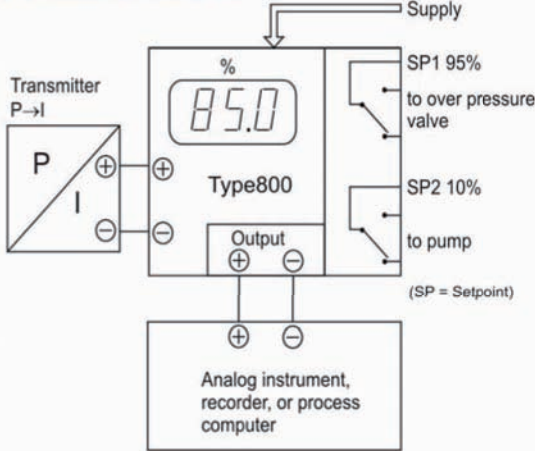 Supply
%
85.0
SP1 95%
to over pressure
valve
Transmitter
P→I
P
I
+
−
+
−
Type800
SP2 10%
to pump
Output
+ −
(SP = Setpoint)
+ −
Analog instrument,
recorder, or process
computer